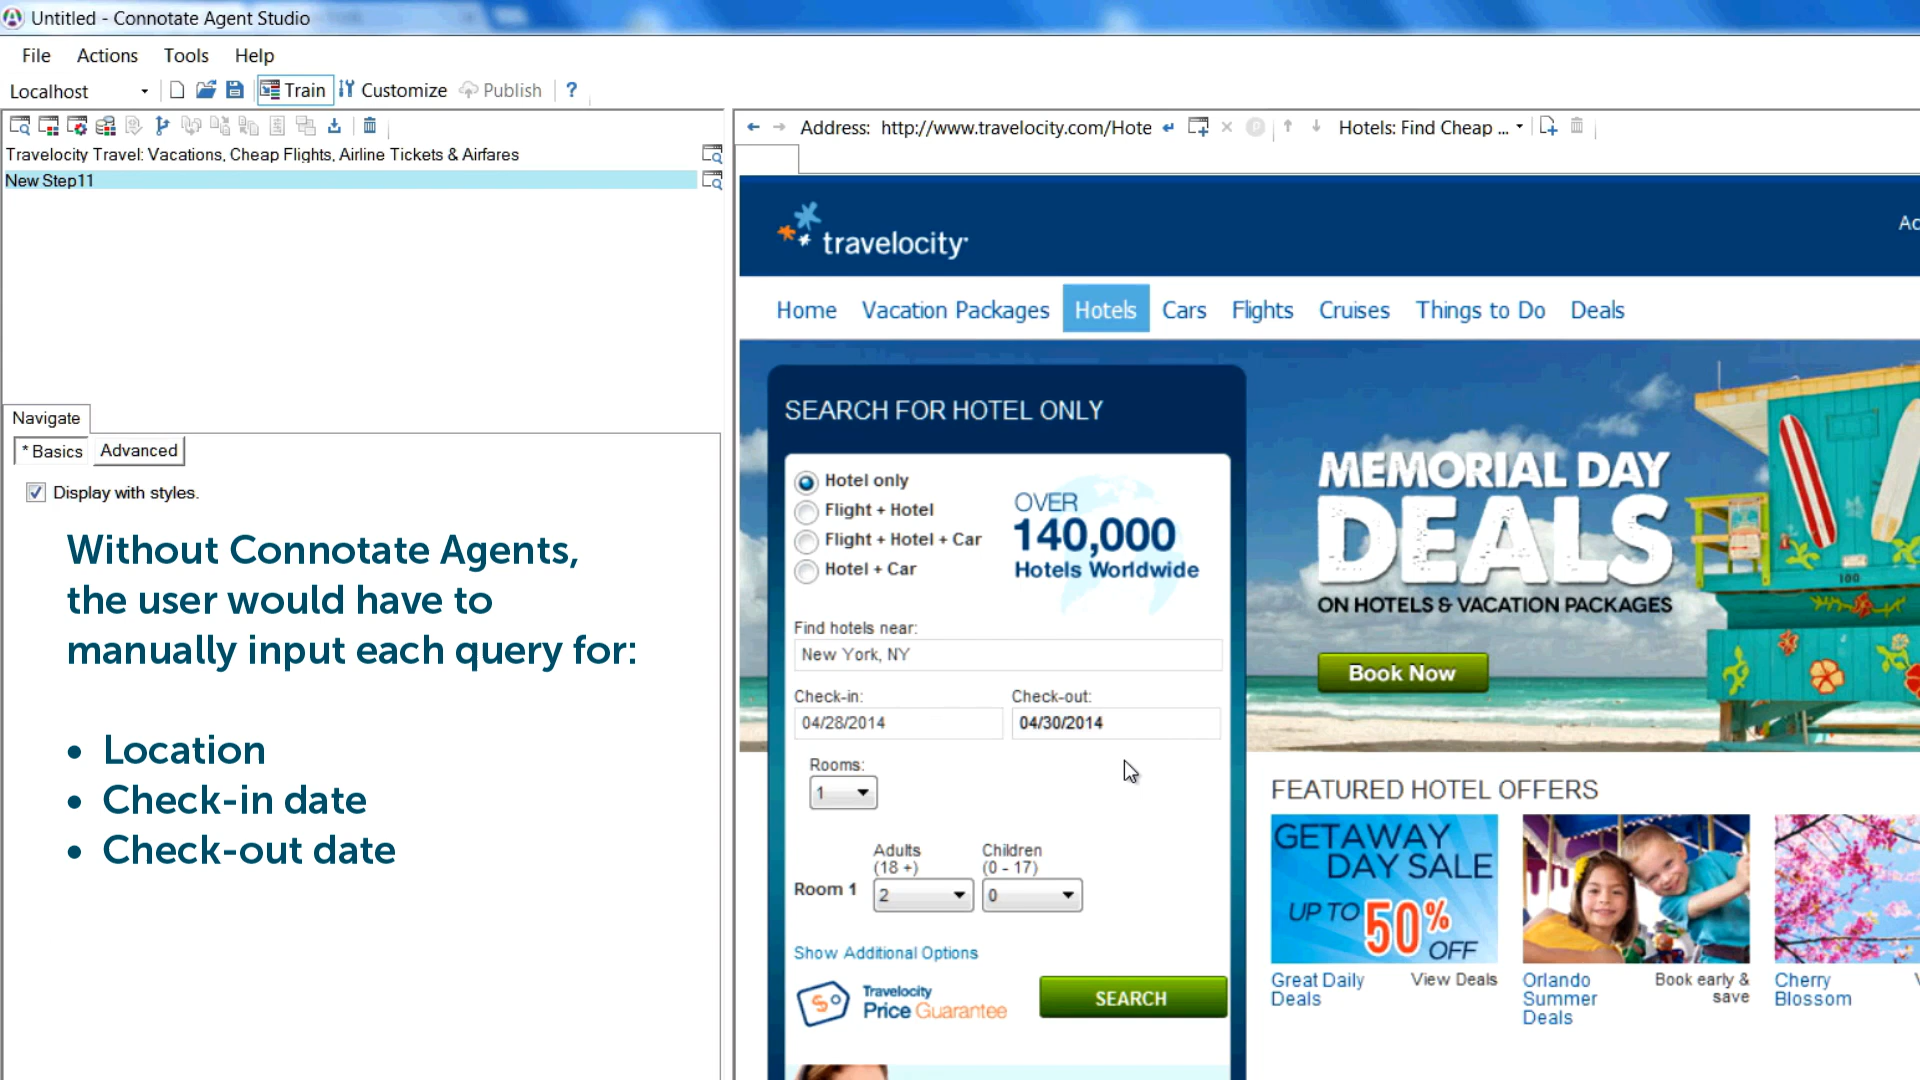 Untitled - Connotate Agent Studio
File Actions Tools Help
Localhost Train Customize Publish ?
Address: http://www.travelocity.com/Hote Hotels: Find Cheap ...
Travelocity Travel: Vacations, Cheap Flights, Airline Tickets & Airfares
New Step11
Navigate
* Basics Advanced
Display with styles.
Without Connotate Agents,
the user would have to
manually input each query for:
• Location
• Check-in date
• Check-out date
travelocity
Home Vacation Packages Hotels Cars Flights Cruises Things to Do Deals
SEARCH FOR HOTEL ONLY
Hotel only
Flight + Hotel
Flight + Hotel + Car
Hotel + Car
OVER
140,000
Hotels Worldwide
Find hotels near:
New York, NY
Check-in: Check-out:
04/28/2014 04/30/2014
Rooms:
1
Adults Children
(18 +) (0 - 17)
Room 1 2 0
Show Additional Options
Travelocity
Price Guarantee
SEARCH
MEMORIAL DAY
DEALS
ON HOTELS & VACATION PACKAGES
Book Now
100
FEATURED HOTEL OFFERS
GETAWAY
DAY SALE
UP TO 50%
OFF
Great Daily
Deals
View Deals
Orlando
Summer
Deals
Book early &
save
Cherry
Blossom